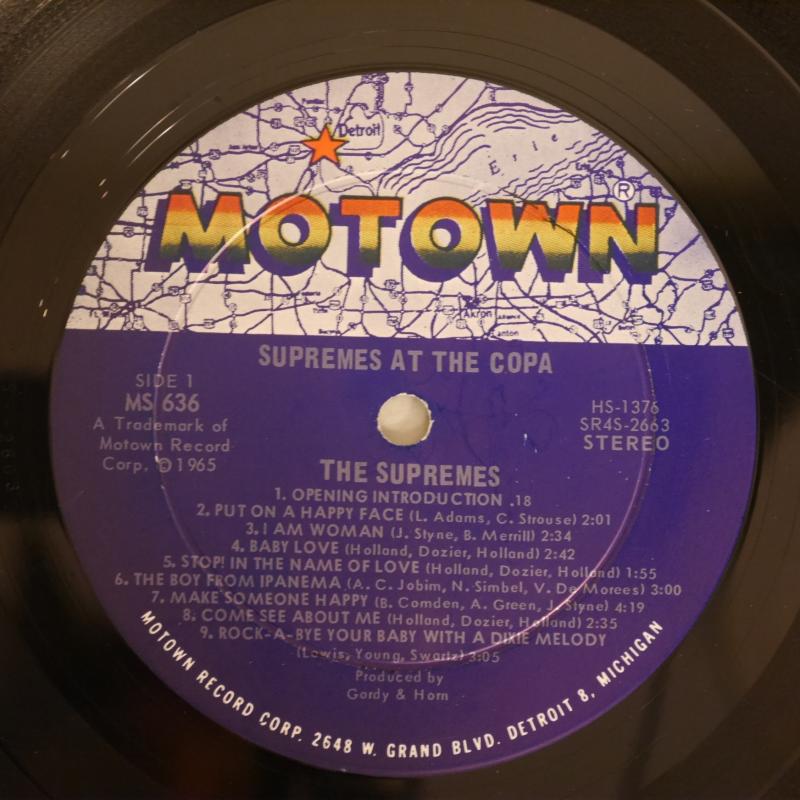 Detroit
Erie
MOTOWN®
Akron
SUPREMES AT THE COPA
SIDE 1
MS 636
A Trademark of
Motown Record
Corp. ©1965
HS-1376
SR4S-2663
STEREO
THE SUPREMES
1. OPENING INTRODUCTION .18
2. PUT ON A HAPPY FACE (L. Adams, C. Strouse) 2:01
3. I AM WOMAN (J. Styne, B. Merrill) 2:34
4. BABY LOVE (Holland, Dozier, Holland) 2:42
5. STOP! IN THE NAME OF LOVE (Holland, Dozier, Holland) 1:55
6. THE BOY FROM IPANEMA (A. C. Jobim, N. Simbel, V. De Morees) 3:00
7. MAKE SOMEONE HAPPY (B. Comden, A. Green, J. Styne) 4:19
8. COME SEE ABOUT ME (Holland, Dozier, Holland) 2:35
9. ROCK-A-BYE YOUR BABY WITH A DIXIE MELODY
(Lewis, Young, Swartz) 3:05
Produced by
Gordy & Horn
MOTOWN RECORD CORP. 2648 W. GRAND BLVD. DETROIT 8, MICHIGAN